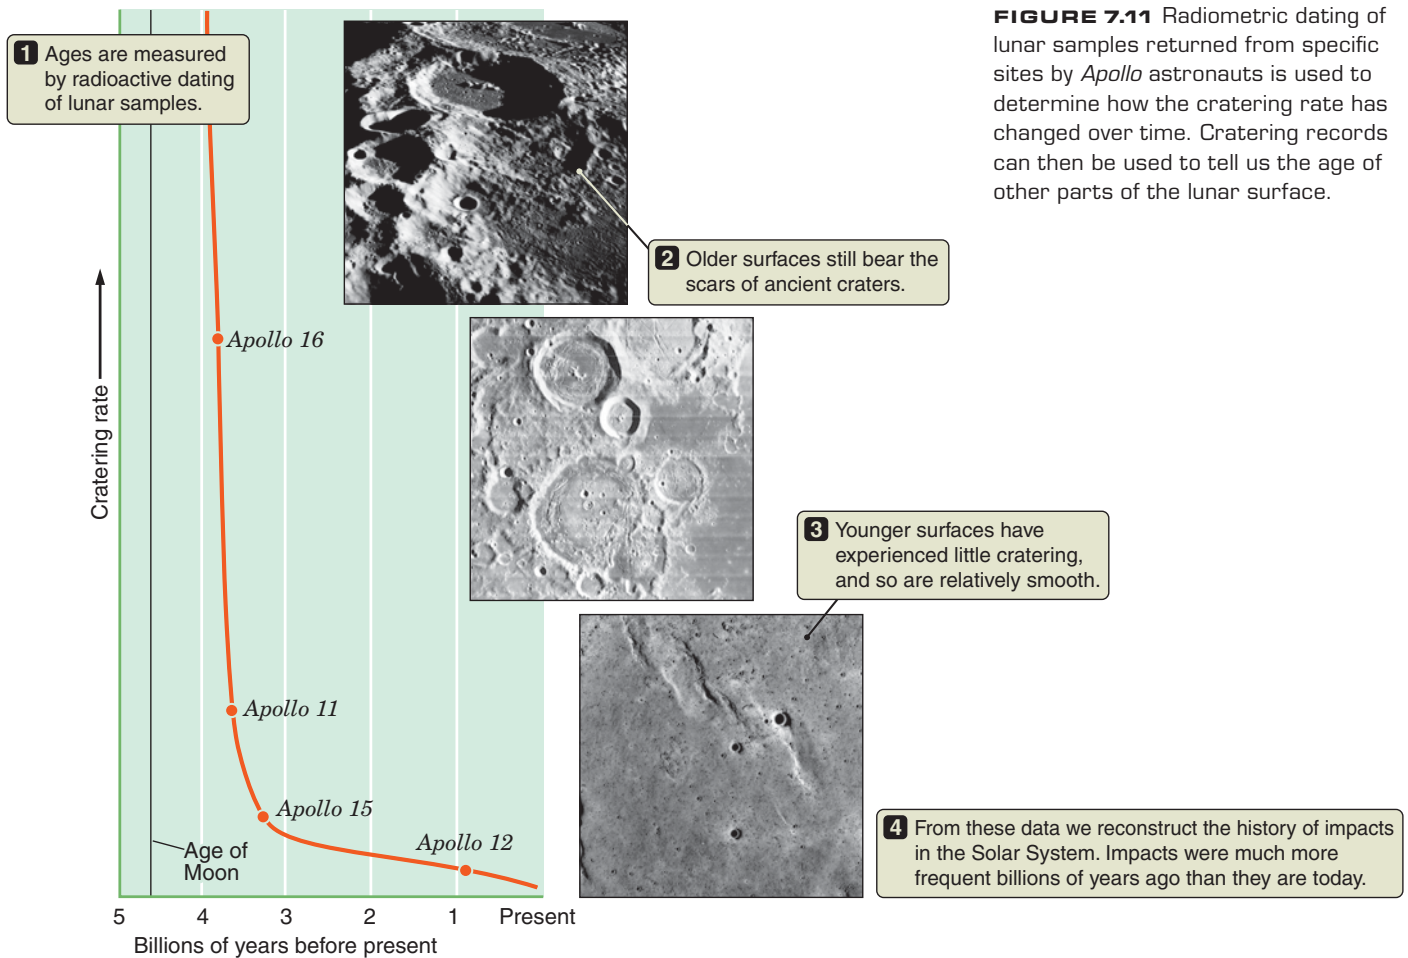 FIGURE 7.11 Radiometric dating of
lunar samples returned from specific
sites by Apollo astronauts is used to
determine how the cratering rate has
changed over time. Cratering records
can then be used to tell us the age of
other parts of the lunar surface.
1 Ages are measured
by radioactive dating
of lunar samples.
2 Older surfaces still bear the
scars of ancient craters.
Apollo 16
Cratering rate
3 Younger surfaces have
experienced little cratering,
and so are relatively smooth.
Apollo 11
Apollo 15
Apollo 12
Age of
Moon
4 From these data we reconstruct the history of impacts
in the Solar System. Impacts were much more
frequent billions of years ago than they are today.
5 4 3 2 1 Present
Billions of years before present